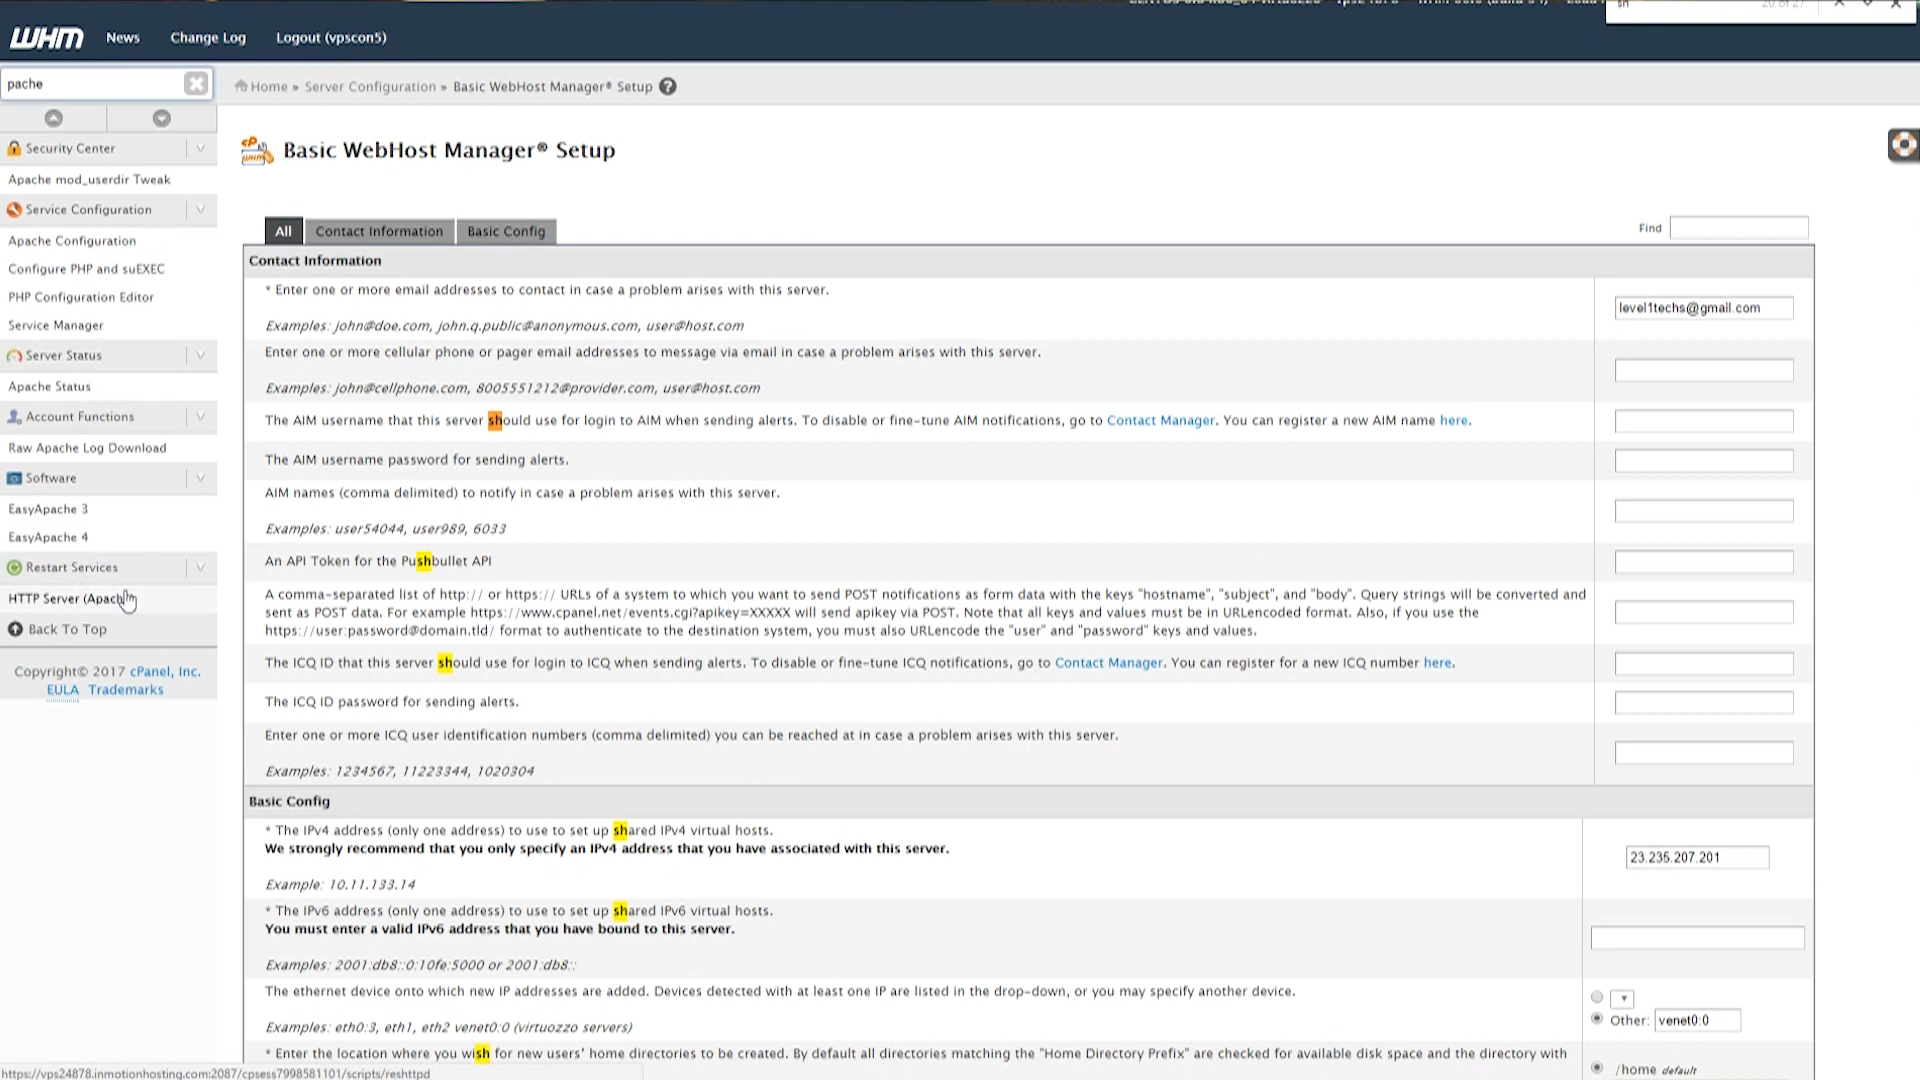 sh 20 of 27
WHM News Change Log Logout (vpscon5)
pache
Home » Server Configuration » Basic WebHost Manager® Setup
Security Center
Apache mod_userdir Tweak
Service Configuration
Apache Configuration
Configure PHP and suEXEC
PHP Configuration Editor
Service Manager
Server Status
Apache Status
Account Functions
Raw Apache Log Download
Software
EasyApache 3
EasyApache 4
Restart Services
HTTP Server (Apach
Back To Top
Copyright© 2017 cPanel, Inc.
EULA Trademarks
cP WHM Basic WebHost Manager® Setup
All Contact Information Basic Config
Find
Contact Information
* Enter one or more email addresses to contact in case a problem arises with this server.
level1techs@gmail.com
Examples: john@doe.com, john.q.public@anonymous.com, user@host.com
Enter one or more cellular phone or pager email addresses to message via email in case a problem arises with this server.
Examples: john@cellphone.com, 8005551212@provider.com, user@host.com
The AIM username that this server should use for login to AIM when sending alerts. To disable or fine-tune AIM notifications, go to Contact Manager. You can register a new AIM name here.
The AIM username password for sending alerts.
AIM names (comma delimited) to notify in case a problem arises with this server.
Examples: user54044, user989, 6033
An API Token for the Pushbullet API
A comma-separated list of http:// or https:// URLs of a system to which you want to send POST notifications as form data with the keys "hostname", "subject", and "body". Query strings will be converted and
sent as POST data. For example https://www.cpanel.net/events.cgi?apikey=XXXXX will send apikey via POST. Note that all keys and values must be in URLencoded format. Also, if you use the
https://user:password@domain.tld/ format to authenticate to the destination system, you must also URLencode the "user" and "password" keys and values.
The ICQ ID that this server should use for login to ICQ when sending alerts. To disable or fine-tune ICQ notifications, go to Contact Manager. You can register for a new ICQ number here.
The ICQ ID password for sending alerts.
Enter one or more ICQ user identification numbers (comma delimited) you can be reached at in case a problem arises with this server.
Examples: 1234567, 11223344, 1020304
Basic Config
* The IPv4 address (only one address) to use to set up shared IPv4 virtual hosts.
We strongly recommend that you only specify an IPv4 address that you have associated with this server.
23.235.207.201
Example: 10.11.133.14
* The IPv6 address (only one address) to use to set up shared IPv6 virtual hosts.
You must enter a valid IPv6 address that you have bound to this server.
Examples: 2001:db8::0:10fe:5000 or 2001:db8::
The ethernet device onto which new IP addresses are added. Devices detected with at least one IP are listed in the drop-down, or you may specify another device.
Other: venet0:0
Examples: eth0:3, eth1, eth2 venet0:0 (virtuozzo servers)
* Enter the location where you wish for new users' home directories to be created. By default all directories matching the "Home Directory Prefix" are checked for available disk space and the directory with
/home default
https://vps24878.inmotionhosting.com:2087/cpsess7998581101/scripts/reshttpd